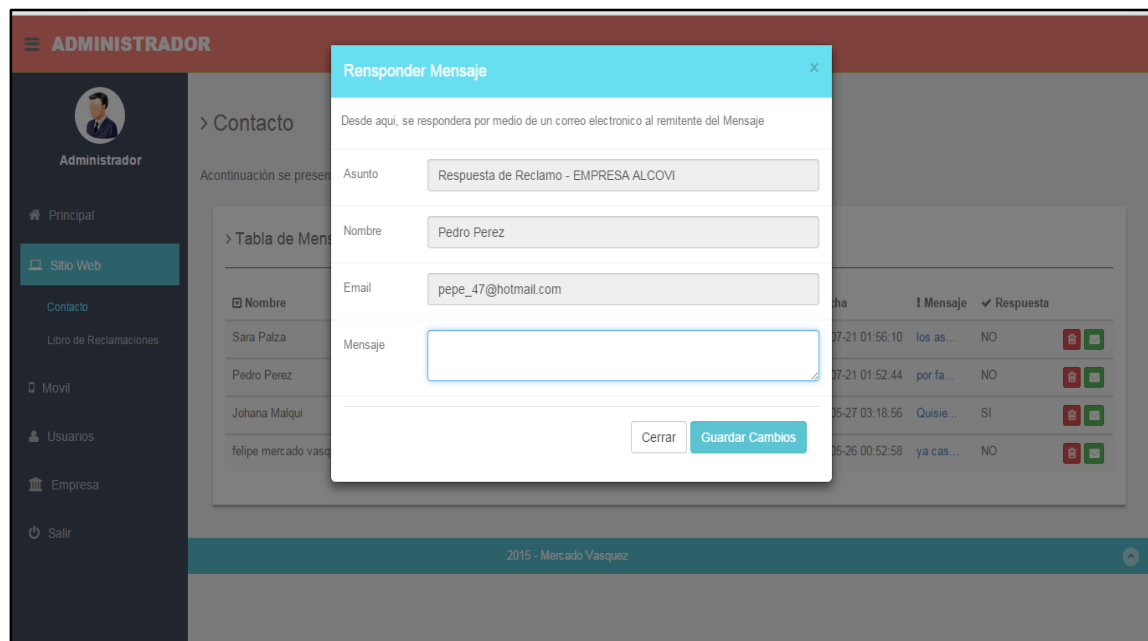 ADMINISTRADOR
Administrador
Principal
Sitio Web
Contacto
Libro de Reclamaciones
Movil
Usuarios
Empresa
Salir
> Contacto
Acontinuación se presen
> Tabla de Mens
Nombre cha Mensaje Respuesta
Sara Palza 07-21 01:56:10 los as... NO
Pedro Perez 07-21 01:52:44 por fa... NO
Johana Malqui 05-27 03:18:56 Quisie... SI
felipe mercado vasq 05-26 00:52:58 ya cas... NO
Rensponder Mensaje ×
Desde aqui, se respondera por medio de un correo electronico al remitente del Mensaje
Asunto Respuesta de Reclamo - EMPRESA ALCOVI
Nombre Pedro Perez
Email pepe_47@hotmail.com
Mensaje
Cerrar Guardar Cambios
2015 - Mercado Vasquez